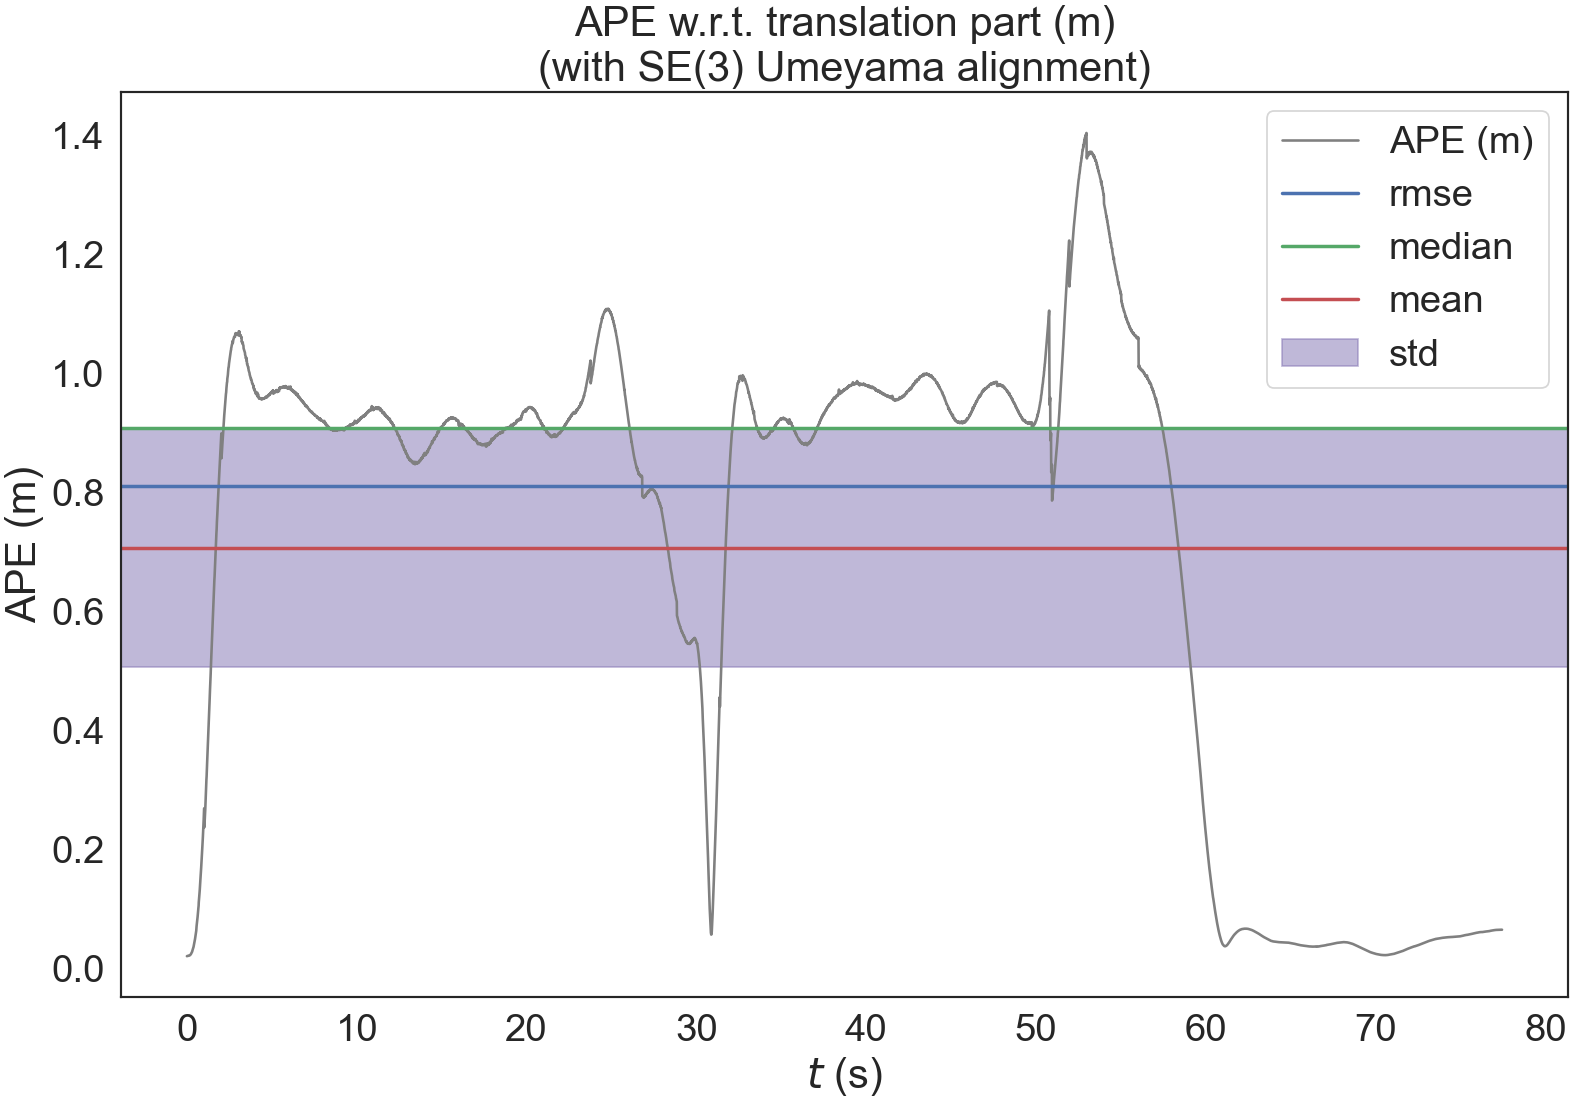 APE w.r.t. translation part (m)
(with SE(3) Umeyama alignment)
APE (m)
1.4
1.2
1.0
0.8
0.6
0.4
0.2
0.0
APE (m)
rmse
median
mean
std
0 10 20 30 40 50 60 70 80
t (s)